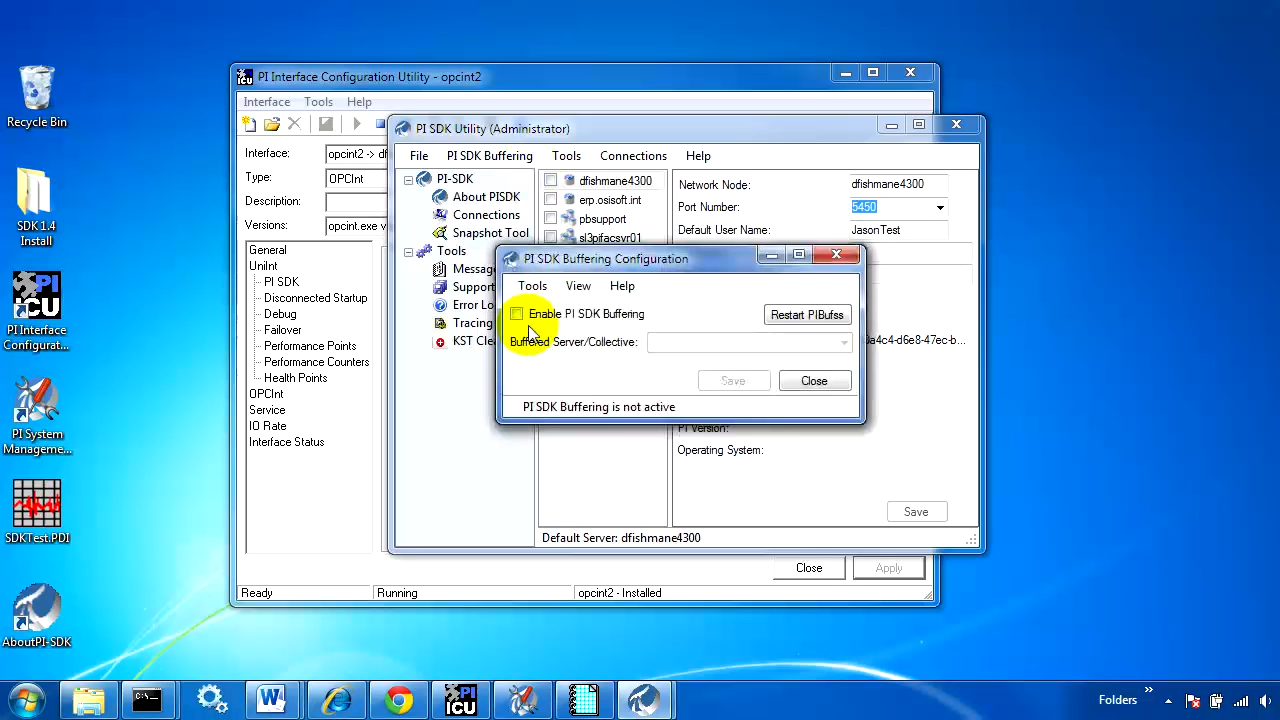 Recycle Bin
SDK 1.4
Install
PI
ICU
PI Interface
Configurat...
PI System
Manageme...
SDKTest.PDI
AboutPI-SDK
PI Interface Configuration Utility - opcint2
Interface Tools Help
Interface: opcint2 -> df
Type: OPCInt
Description:
Versions: opcint.exe v
General
UniInt
PI SDK
Disconnected Startup
Debug
Failover
Performance Points
Performance Counters
Health Points
OPCInt
Service
IO Rate
Interface Status
Close Apply
Ready Running opcint2 - Installed
PI SDK Utility (Administrator)
File PI SDK Buffering Tools Connections Help
PI-SDK
About PISDK
Connections
Snapshot Tool
Tools
Messag
Support
Error Lo
Tracing
KST Cle
dfishmane4300
erp.osisoft.int
pbsupport
sl3pifacsvr01
Network Node: dfishmane4300
Port Number: 5450
Default User Name: JasonTest
a4c4-d6e8-47ec-b...
PI Version:
Operating System:
Save
Default Server: dfishmane4300
PI SDK Buffering Configuration
Tools View Help
Enable PI SDK Buffering Restart PIBufss
Buffered Server/Collective:
Save Close
PI SDK Buffering is not active
C:\_
W
PI
ICU
Folders